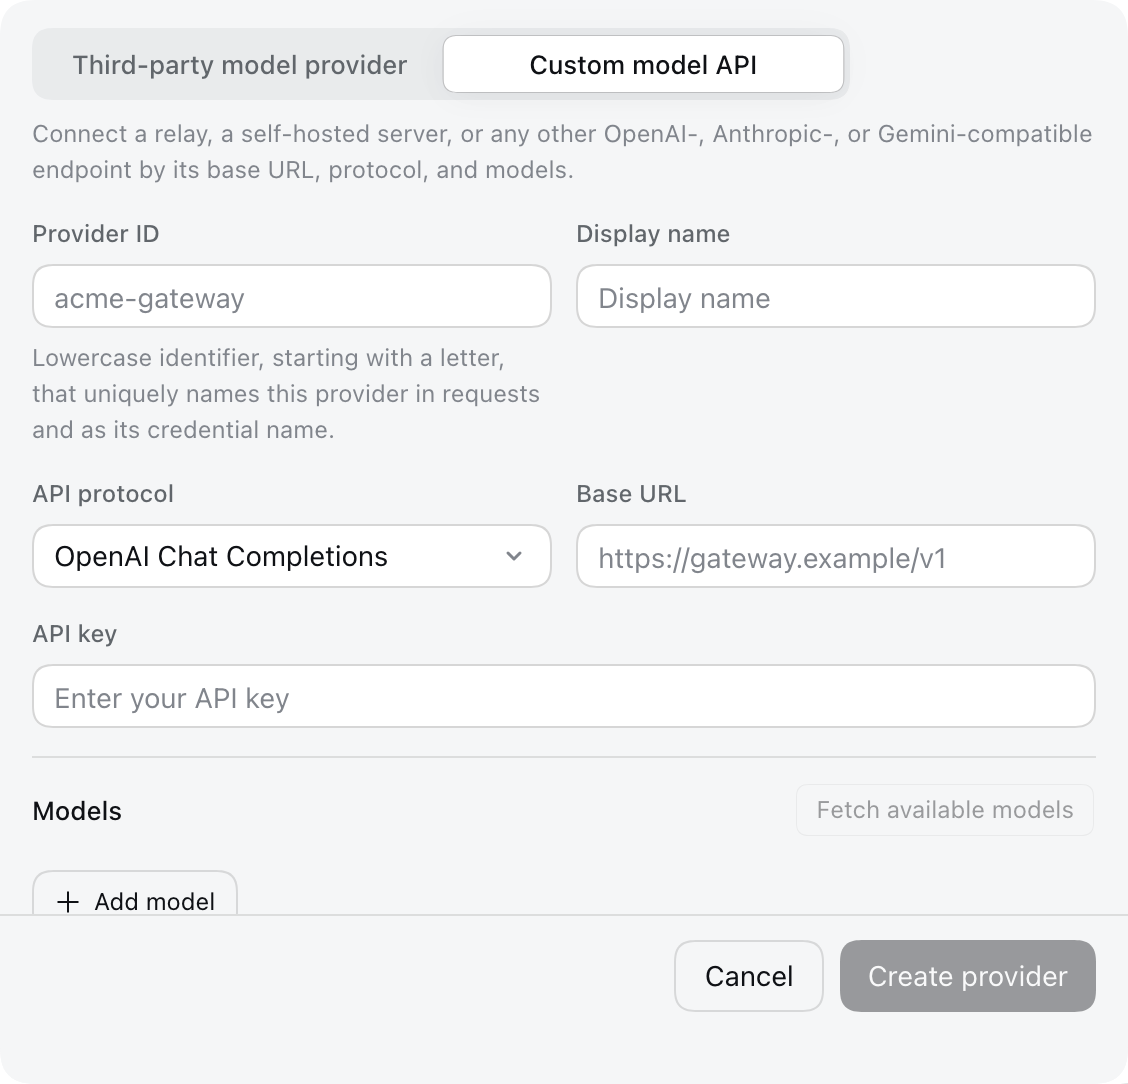 Third-party model provider
Custom model API
Connect a relay, a self-hosted server, or any other OpenAI-, Anthropic-, or Gemini-compatible
endpoint by its base URL, protocol, and models.
Provider ID
Display name
acme-gateway
Display name
Lowercase identifier, starting with a letter,
that uniquely names this provider in requests
and as its credential name.
API protocol
Base URL
OpenAI Chat Completions
https://gateway.example/v1
API key
Enter your API key
Models
Fetch available models
Add model
Cancel
Create provider